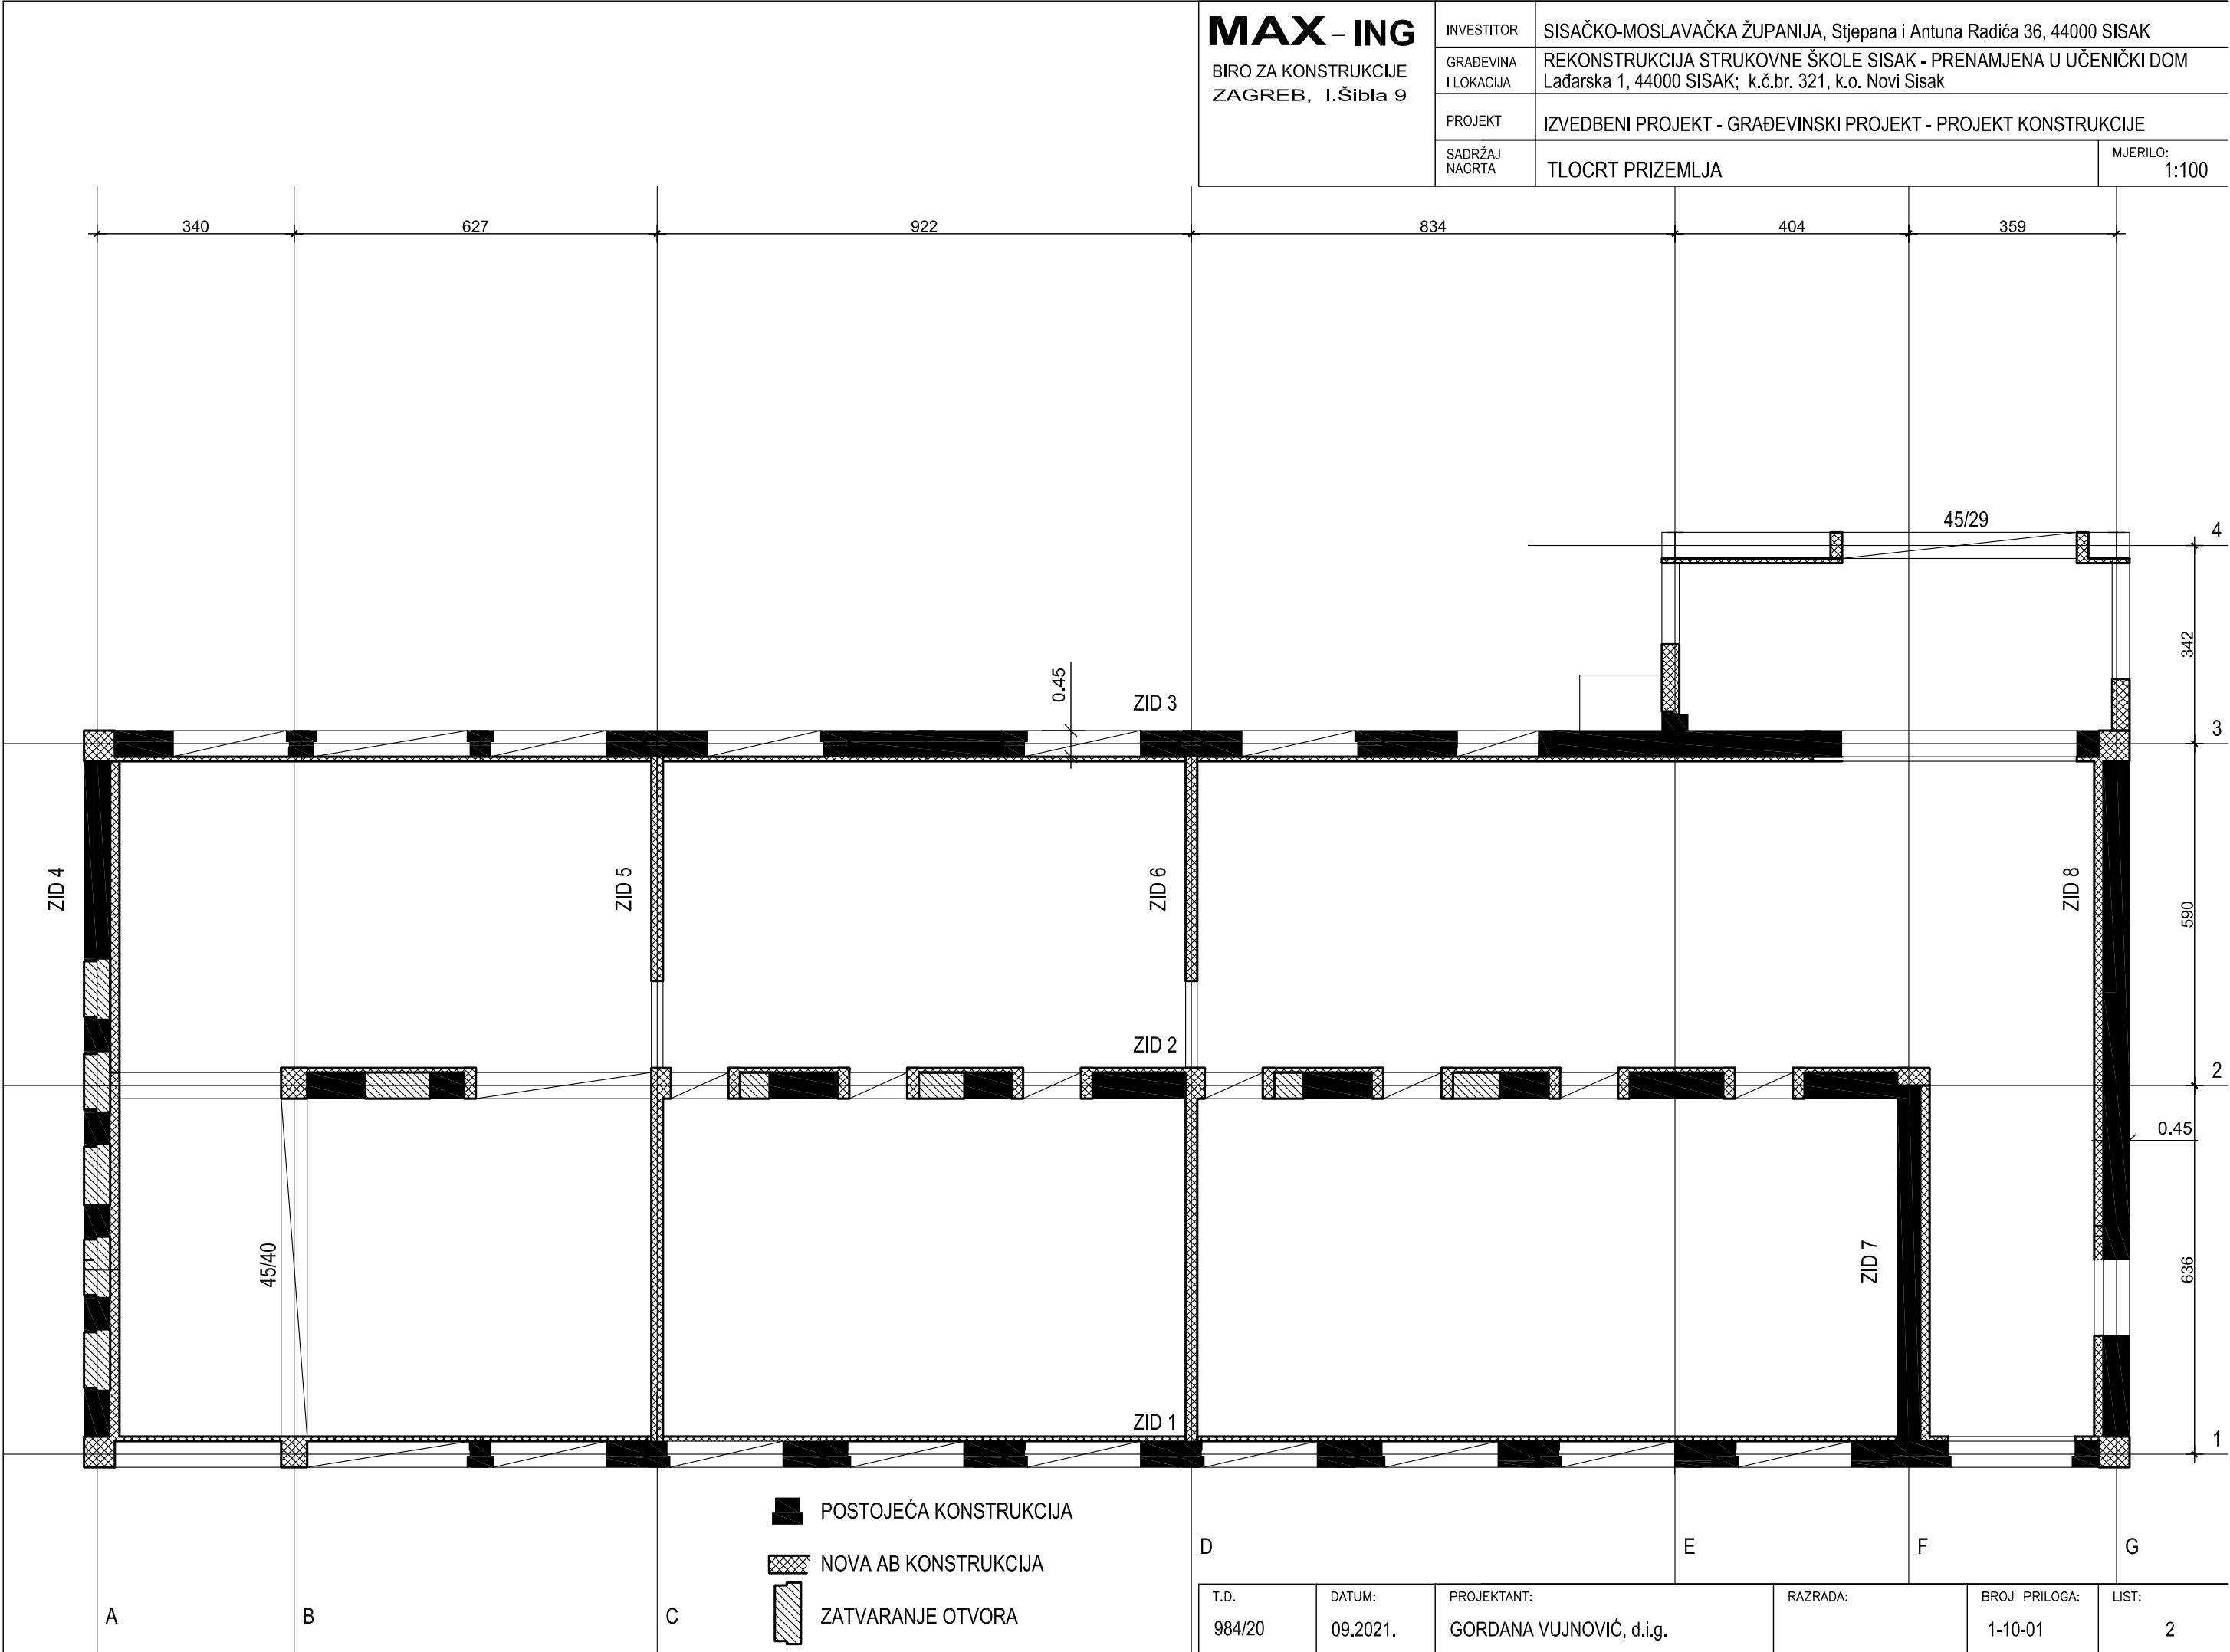 MAX - ING
BIRO ZA KONSTRUKCIJE
ZAGREB, I.Šibla 9
INVESTITOR
SISAČKO-MOSLAVAČKA ŽUPANIJA, Stjepana i Antuna Radića 36, 44000 SISAK
GRAĐEVINA
I LOKACIJA
REKONSTRUKCIJA STRUKOVNE ŠKOLE SISAK - PRENAMJENA U UČENIČKI DOM
Lađarska 1, 44000 SISAK; k.č.br. 321, k.o. Novi Sisak
PROJEKT
IZVEDBENI PROJEKT - GRAĐEVINSKI PROJEKT - PROJEKT KONSTRUKCIJE
SADRŽAJ
NACRTA
TLOCRT PRIZEMLJA
MJERILO:
1:100
340
627
922
834
404
359
45/29
4
342
0.45
ZID 3
3
ZID 4
ZID 5
ZID 6
ZID 8
590
ZID 2
2
0.45
45/40
ZID 7
636
ZID 1
1
POSTOJEĆA KONSTRUKCIJA
NOVA AB KONSTRUKCIJA
ZATVARANJE OTVORA
A
B
C
D
E
F
G
T.D.
984/20
DATUM:
09.2021.
PROJEKTANT:
GORDANA VUJNOVIĆ, d.i.g.
RAZRADA:
BROJ PRILOGA:
1-10-01
LIST:
2